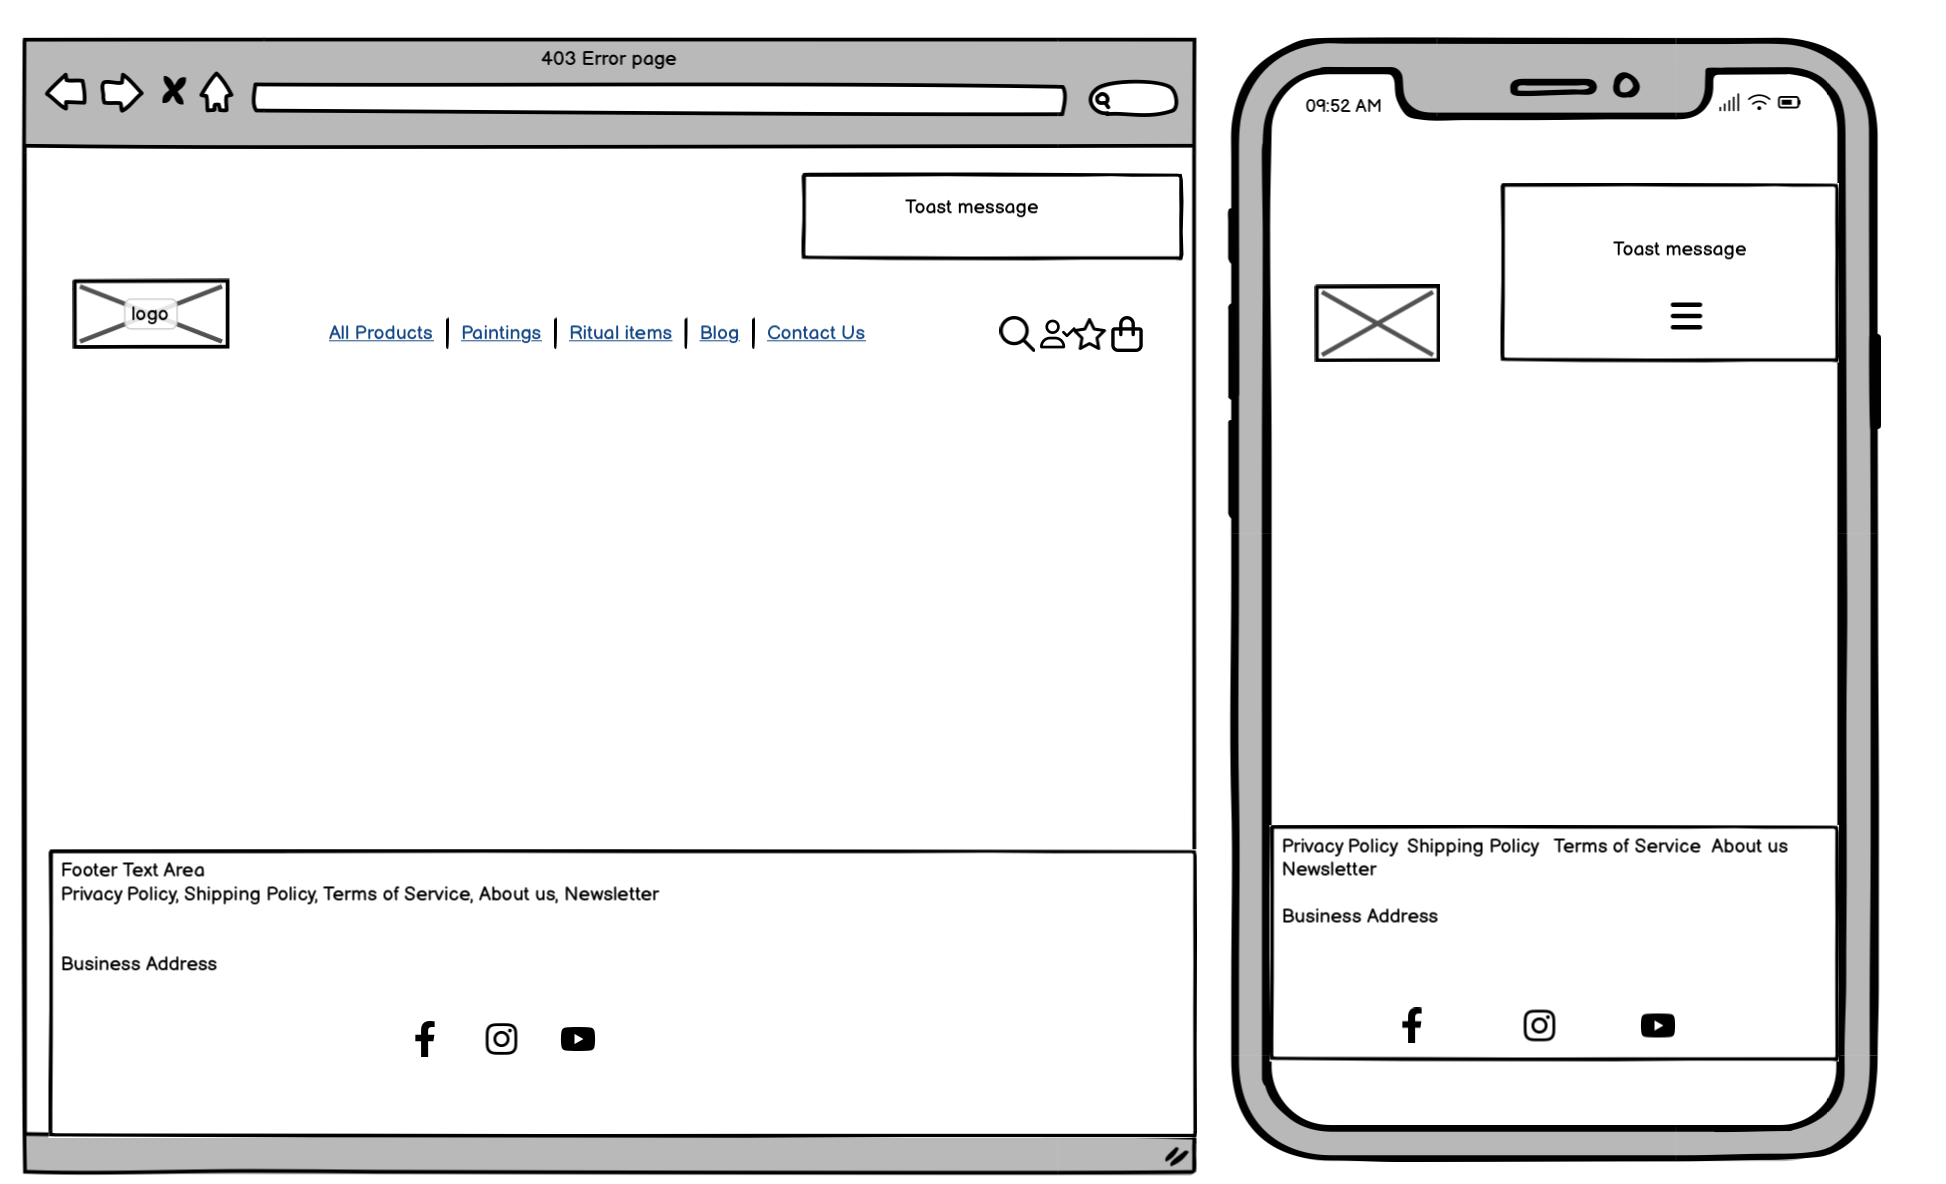 403 Error page
Toast message
logo
All Products
Paintings
Ritual items
Blog
Contact Us
Footer Text Area
Privacy Policy, Shipping Policy, Terms of Service, About us, Newsletter
Business Address
09:52 AM
Toast message
Privacy Policy Shipping Policy Terms of Service About us
Newsletter
Business Address